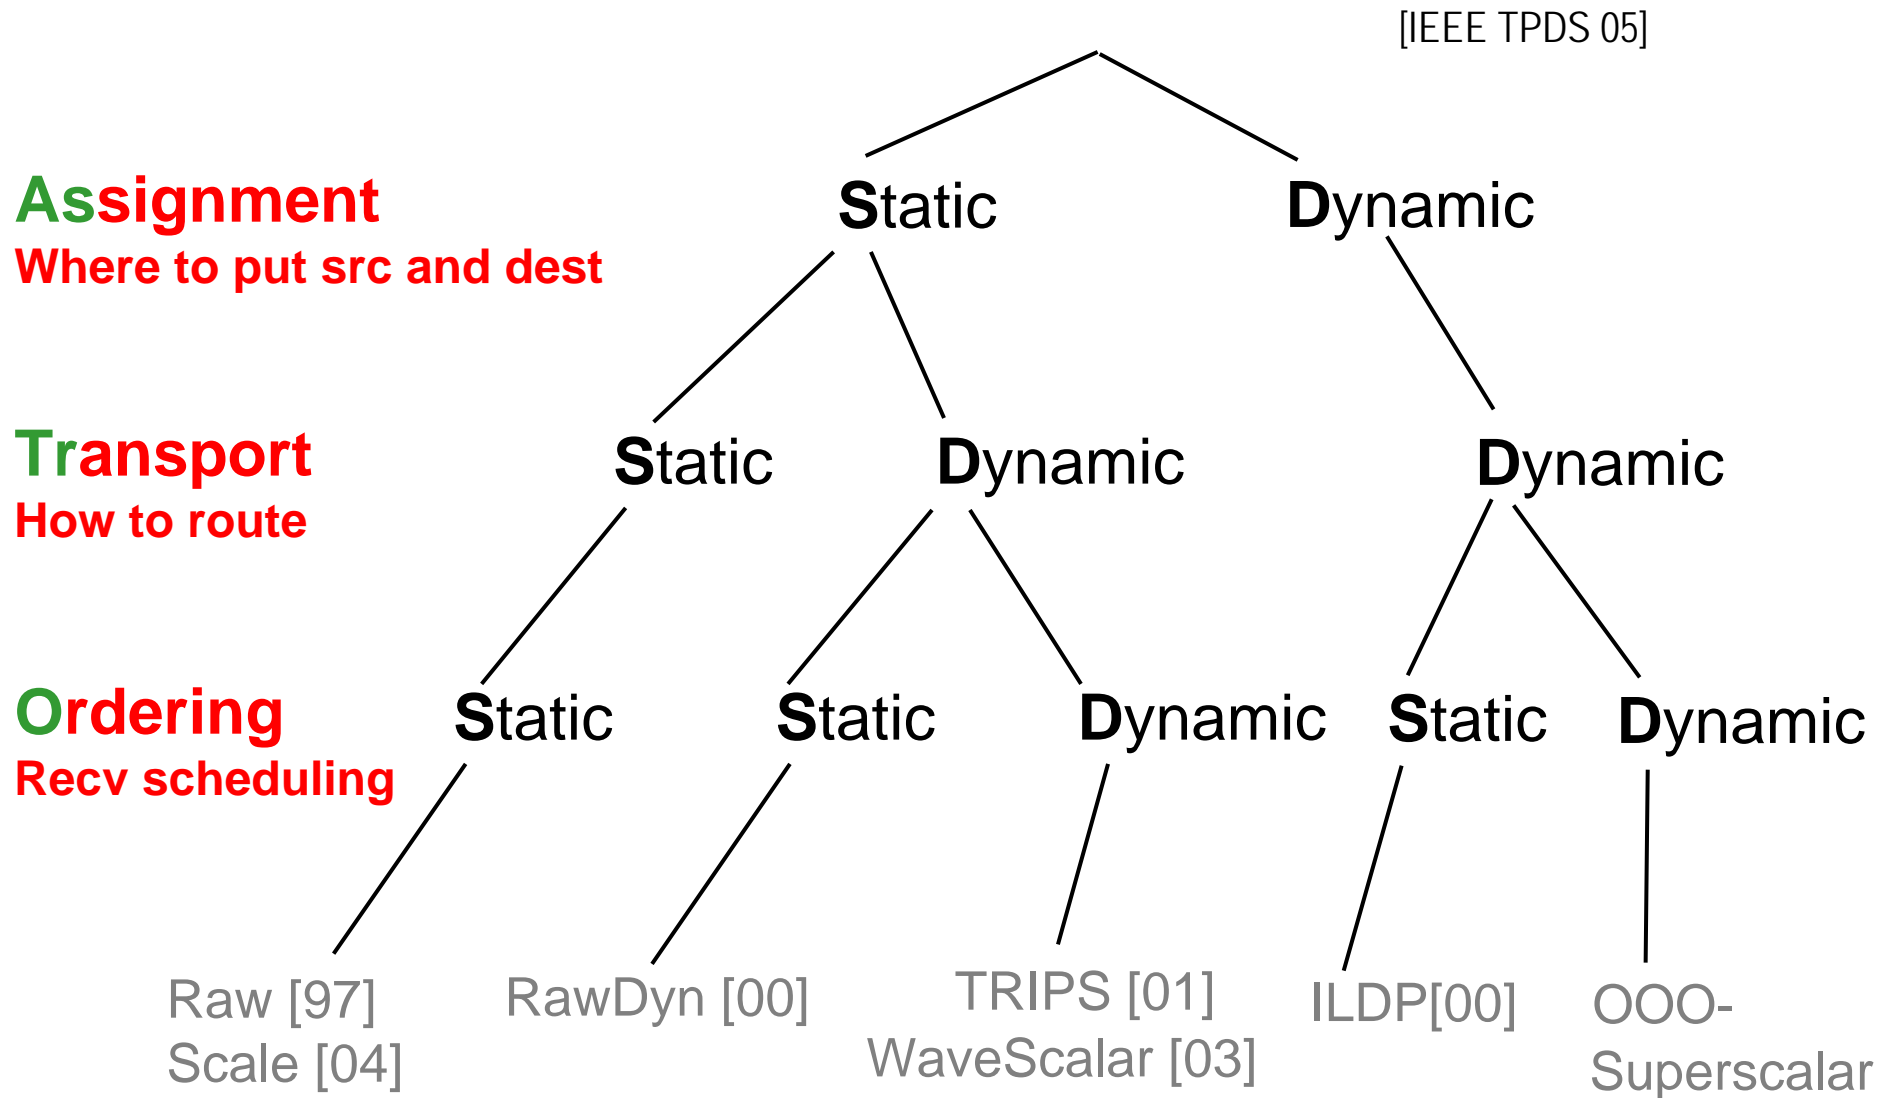 [IEEE TPDS 05]
Assignment
Where to put src and dest
Static
Dynamic
Transport
How to route
Static
Dynamic
Dynamic
Ordering
Recv scheduling
Static
Static
Dynamic
Static
Dynamic
Raw [97]
Scale [04]
RawDyn [00]
TRIPS [01]
WaveScalar [03]
ILDP[00]
OOO-
Superscalar